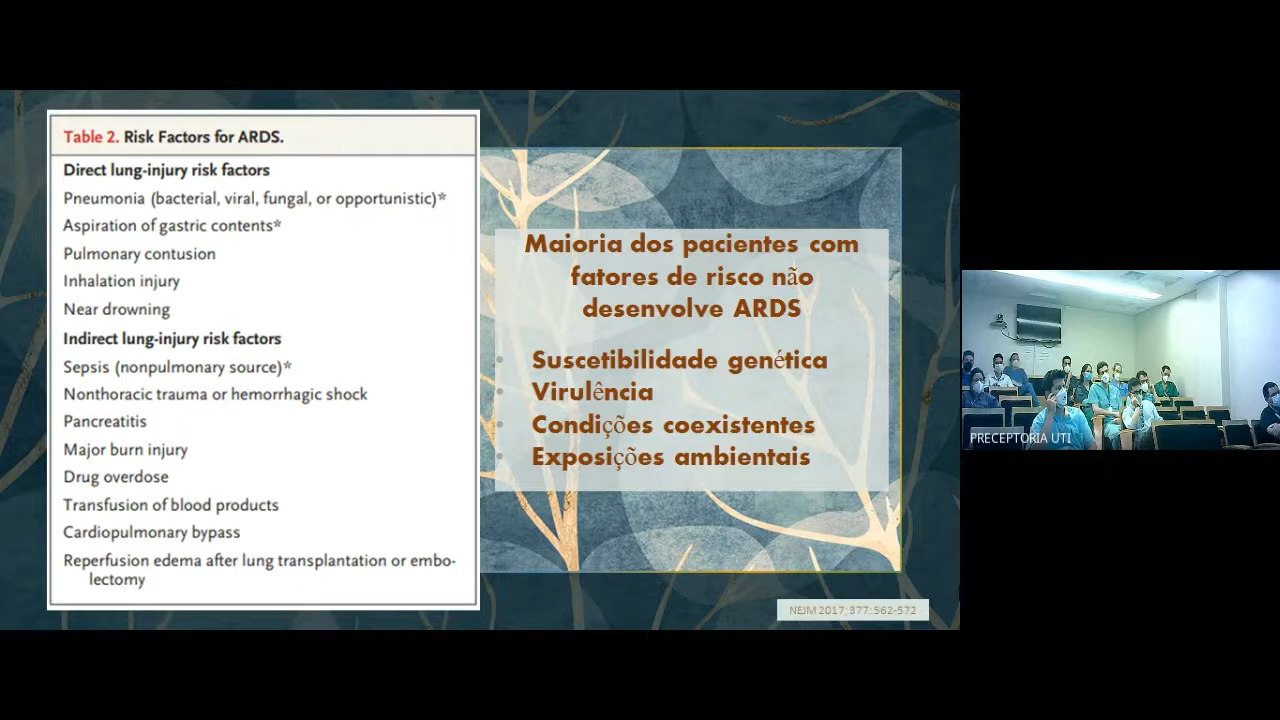 Table 2. Risk Factors for ARDS.
Direct lung-injury risk factors
Pneumonia (bacterial, viral, fungal, or opportunistic)*
Aspiration of gastric contents*
Pulmonary contusion
Inhalation injury
Near drowning
Indirect lung-injury risk factors
Sepsis (nonpulmonary source)*
Nonthoracic trauma or hemorrhagic shock
Pancreatitis
Major burn injury
Drug overdose
Transfusion of blood products
Cardiopulmonary bypass
Reperfusion edema after lung transplantation or embo-
lectomy
Maioria dos pacientes com
fatores de risco não
desenvolve ARDS
• Suscetibilidade genética
• Virulência
• Condições coexistentes
• Exposições ambientais
NEJM 2017; 377: 562-572
PRECEPTORIA UTI